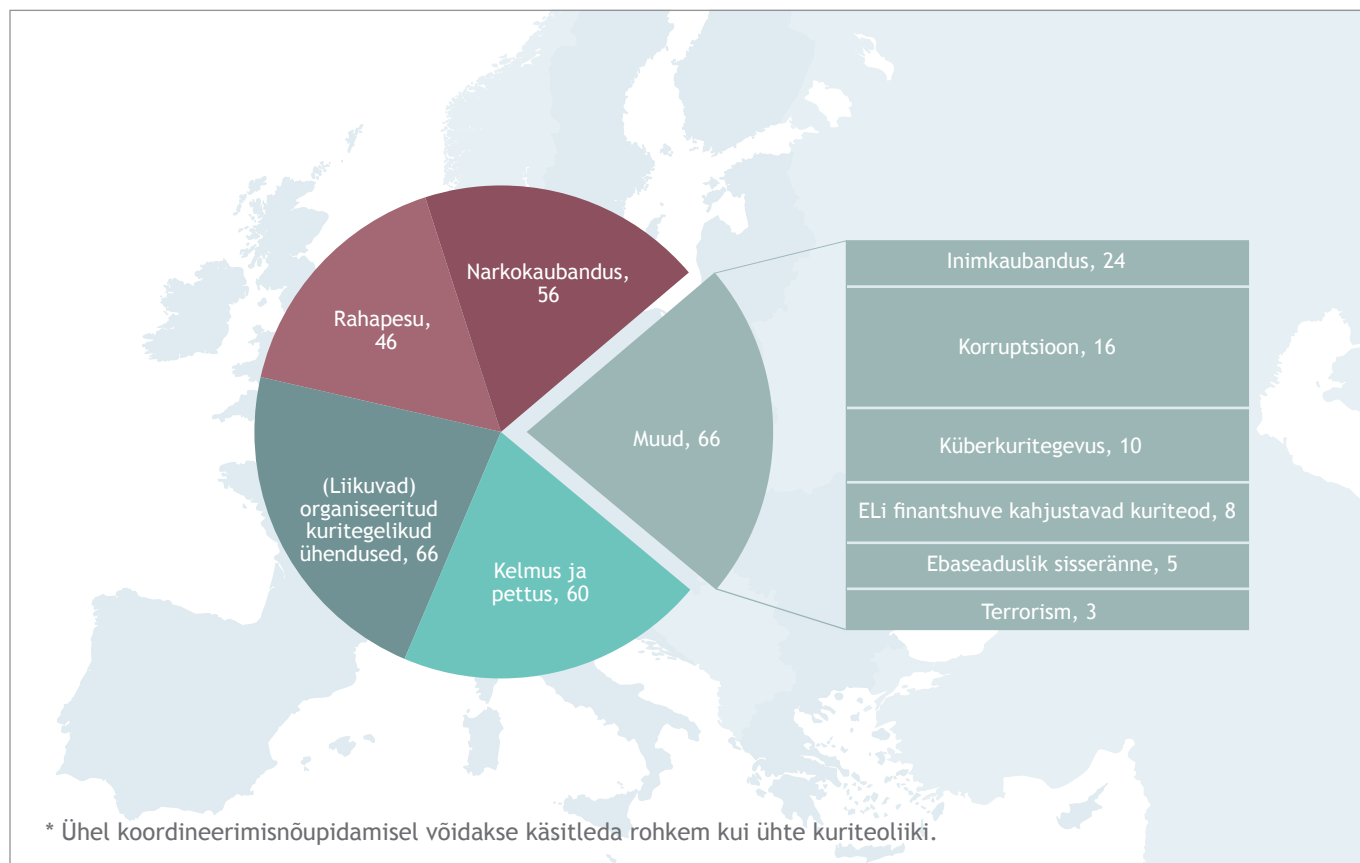 Narkokaubandus,
56
Rahapesu,
46
(Liikuvad)
organiseeritud
kuritegelikud
ühendused, 66
Kelmus ja
pettus, 60
Muud, 66
Inimkaubandus, 24
Korruptsioon, 16
Küberkuritegevus, 10
ELi finantshuve kahjustavad kuriteod, 8
Ebaseaduslik sisseränne, 5
Terrorism, 3
* Ühel koordineerimisnõupidamisel võidakse käsitleda rohkem kui ühte kuriteoliiki.